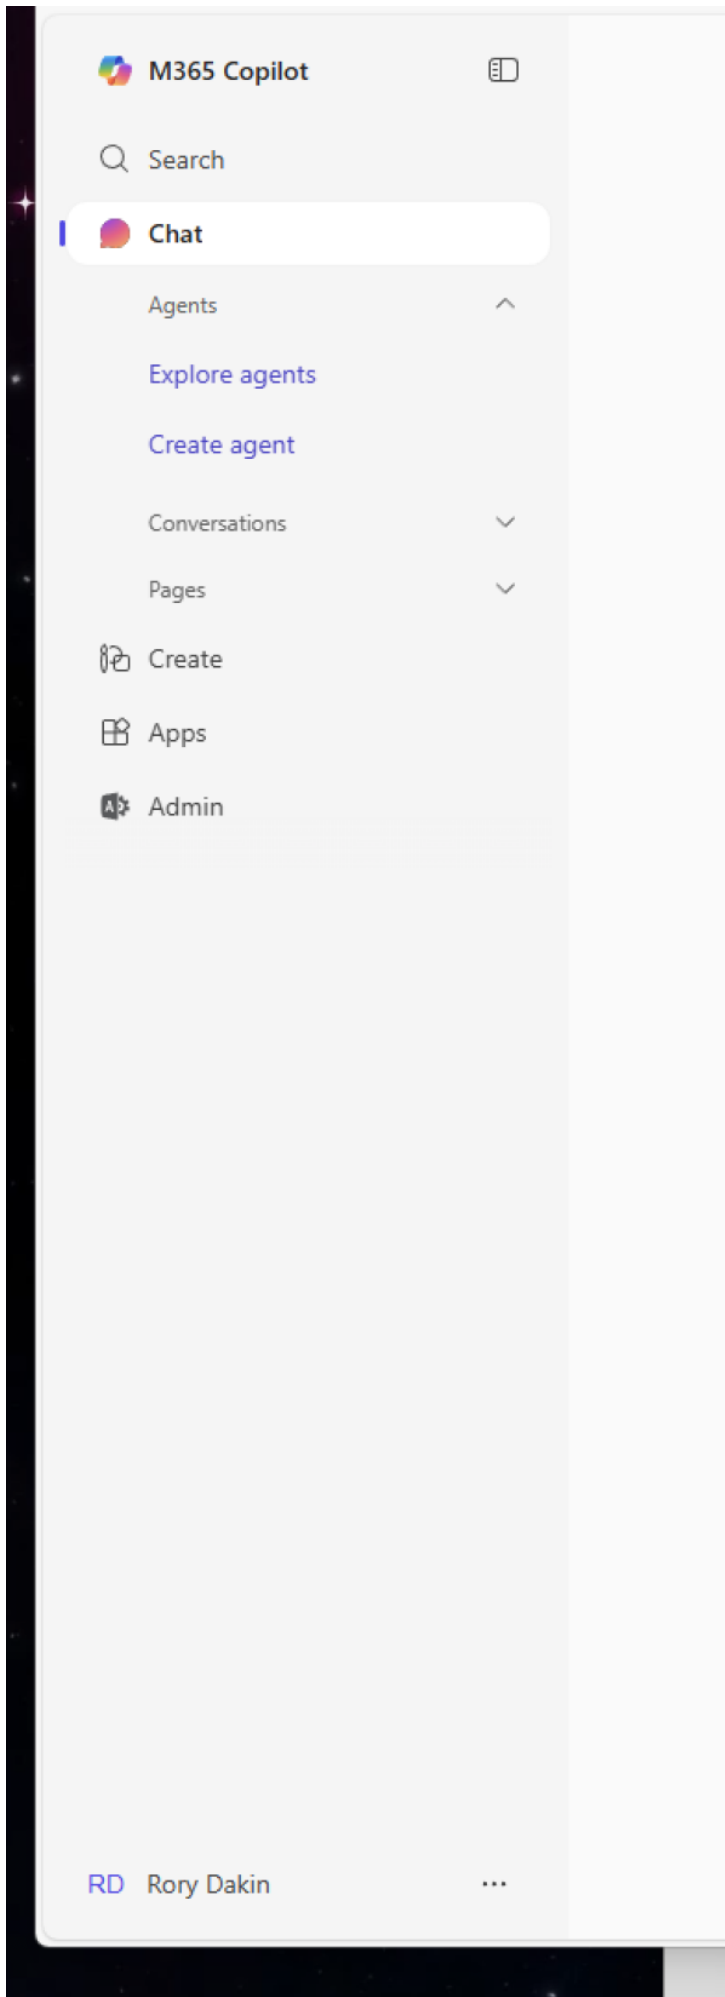 M365 Copilot
Search
Chat
Agents
Explore agents
Create agent
Conversations
Pages
Create
Apps
Admin
RD Rory Dakin